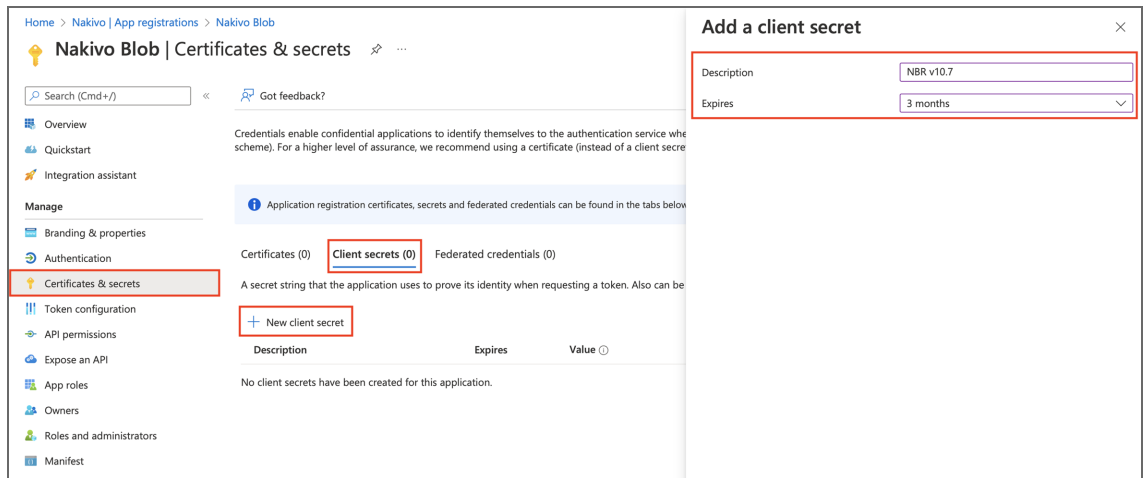 Home > Nakivo | App registrations > Nakivo Blob
Nakivo Blob | Certificates & secrets
Search (Cmd+/)
Overview
Quickstart
Integration assistant
Manage
Branding & properties
Authentication
Certificates & secrets
Token configuration
API permissions
Expose an API
App roles
Owners
Roles and administrators
Manifest
Got feedback?
Credentials enable confidential applications to identify themselves to the authentication service whe
scheme). For a higher level of assurance, we recommend using a certificate (instead of a client secre
Application registration certificates, secrets and federated credentials can be found in the tabs below
Certificates (0) Client secrets (0) Federated credentials (0)
A secret string that the application uses to prove its identity when requesting a token. Also can be
New client secret
Description Expires Value
No client secrets have been created for this application.
Add a client secret
Description NBR v10.7
Expires 3 months